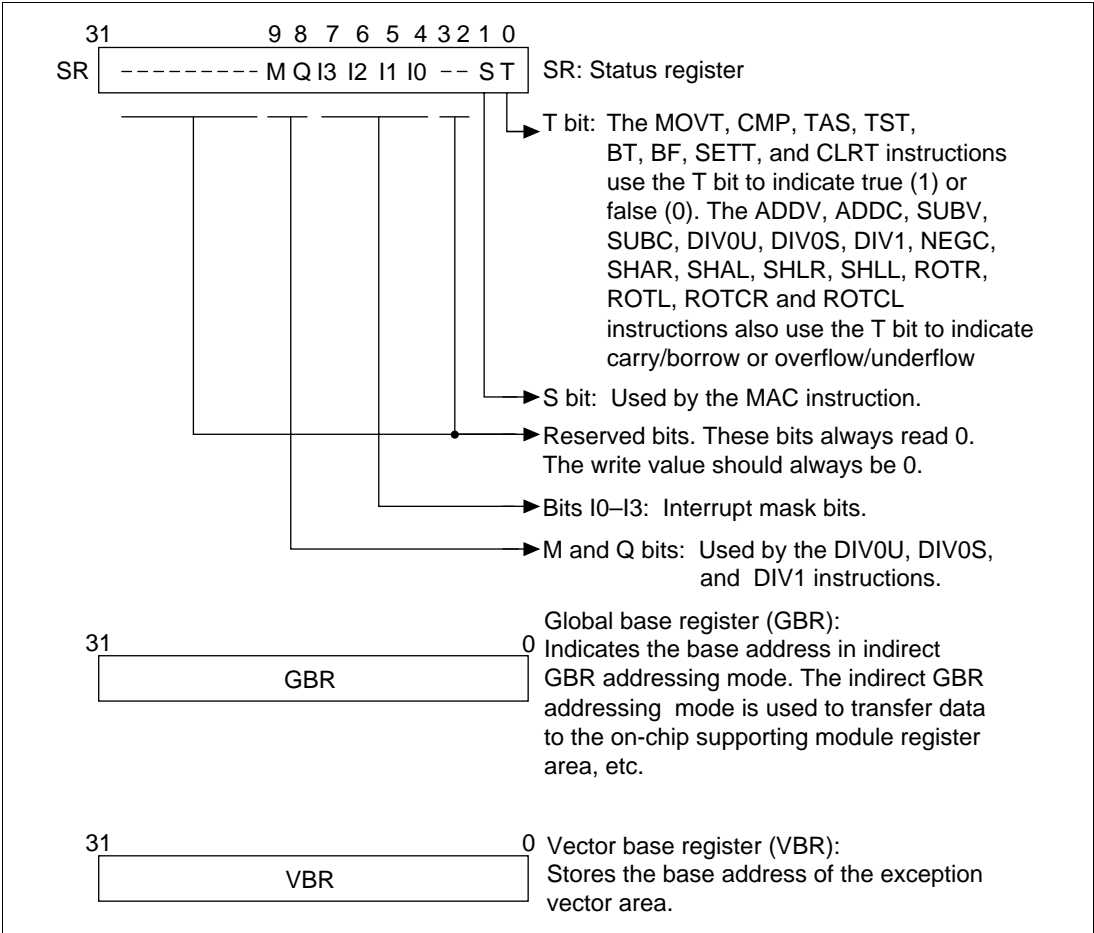 31 9 8 7 6 5 4 3 2 1 0
SR --------- M Q I3 I2 I1 I0 -- S T SR: Status register
T bit: The MOVT, CMP, TAS, TST,
BT, BF, SETT, and CLRT instructions
use the T bit to indicate true (1) or
false (0). The ADDV, ADDC, SUBV,
SUBC, DIV0U, DIV0S, DIV1, NEGC,
SHAR, SHAL, SHLR, SHLL, ROTR,
ROTL, ROTCR and ROTCL
instructions also use the T bit to indicate
carry/borrow or overflow/underflow
S bit: Used by the MAC instruction.
Reserved bits. These bits always read 0.
The write value should always be 0.
Bits I0–I3: Interrupt mask bits.
M and Q bits: Used by the DIV0U, DIV0S,
and DIV1 instructions.
31 0
GBR
Global base register (GBR):
Indicates the base address in indirect
GBR addressing mode. The indirect GBR
addressing mode is used to transfer data
to the on-chip supporting module register
area, etc.
31 0
VBR
Vector base register (VBR):
Stores the base address of the exception
vector area.